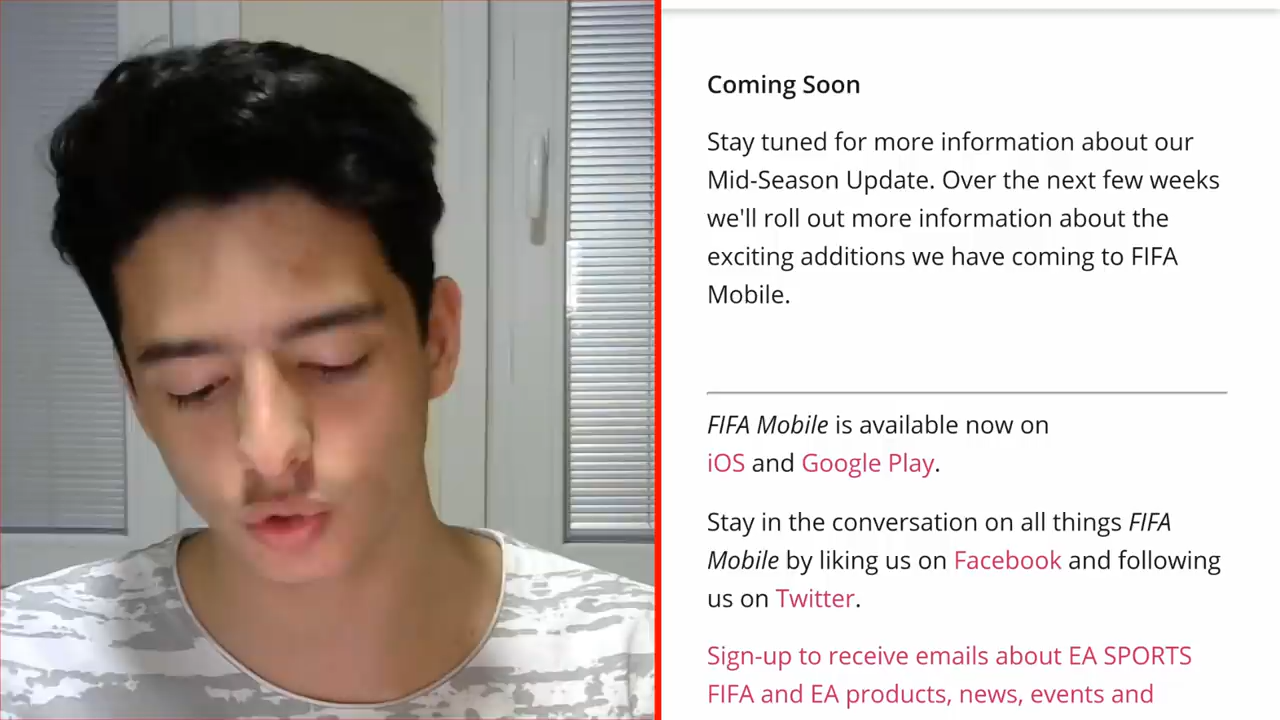 Coming Soon
Stay tuned for more information about our
Mid-Season Update. Over the next few weeks
we'll roll out more information about the
exciting additions we have coming to FIFA
Mobile.
FIFA Mobile is available now on
iOS and Google Play.
Stay in the conversation on all things FIFA
Mobile by liking us on Facebook and following
us on Twitter.
Sign-up to receive emails about EA SPORTS
FIFA and EA products, news, events and